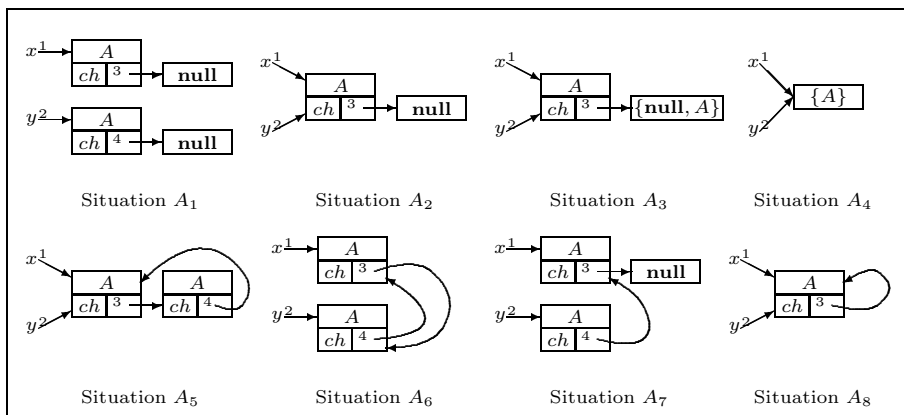 x¹ A
ch 3 null
y² A
ch 4 null
Situation A₁
x¹ A
y² ch 3 null
Situation A₂
x¹ A
y² ch 3 {null, A}
Situation A₃
x¹
{A}
y²
Situation A₄
x¹ A A
y² ch 3 ch 4
Situation A₅
x¹ A
ch 3
y² A
ch 4
Situation A₆
x¹ A
ch 3 null
y² A
ch 4
Situation A₇
x¹ A
y² ch 3
Situation A₈